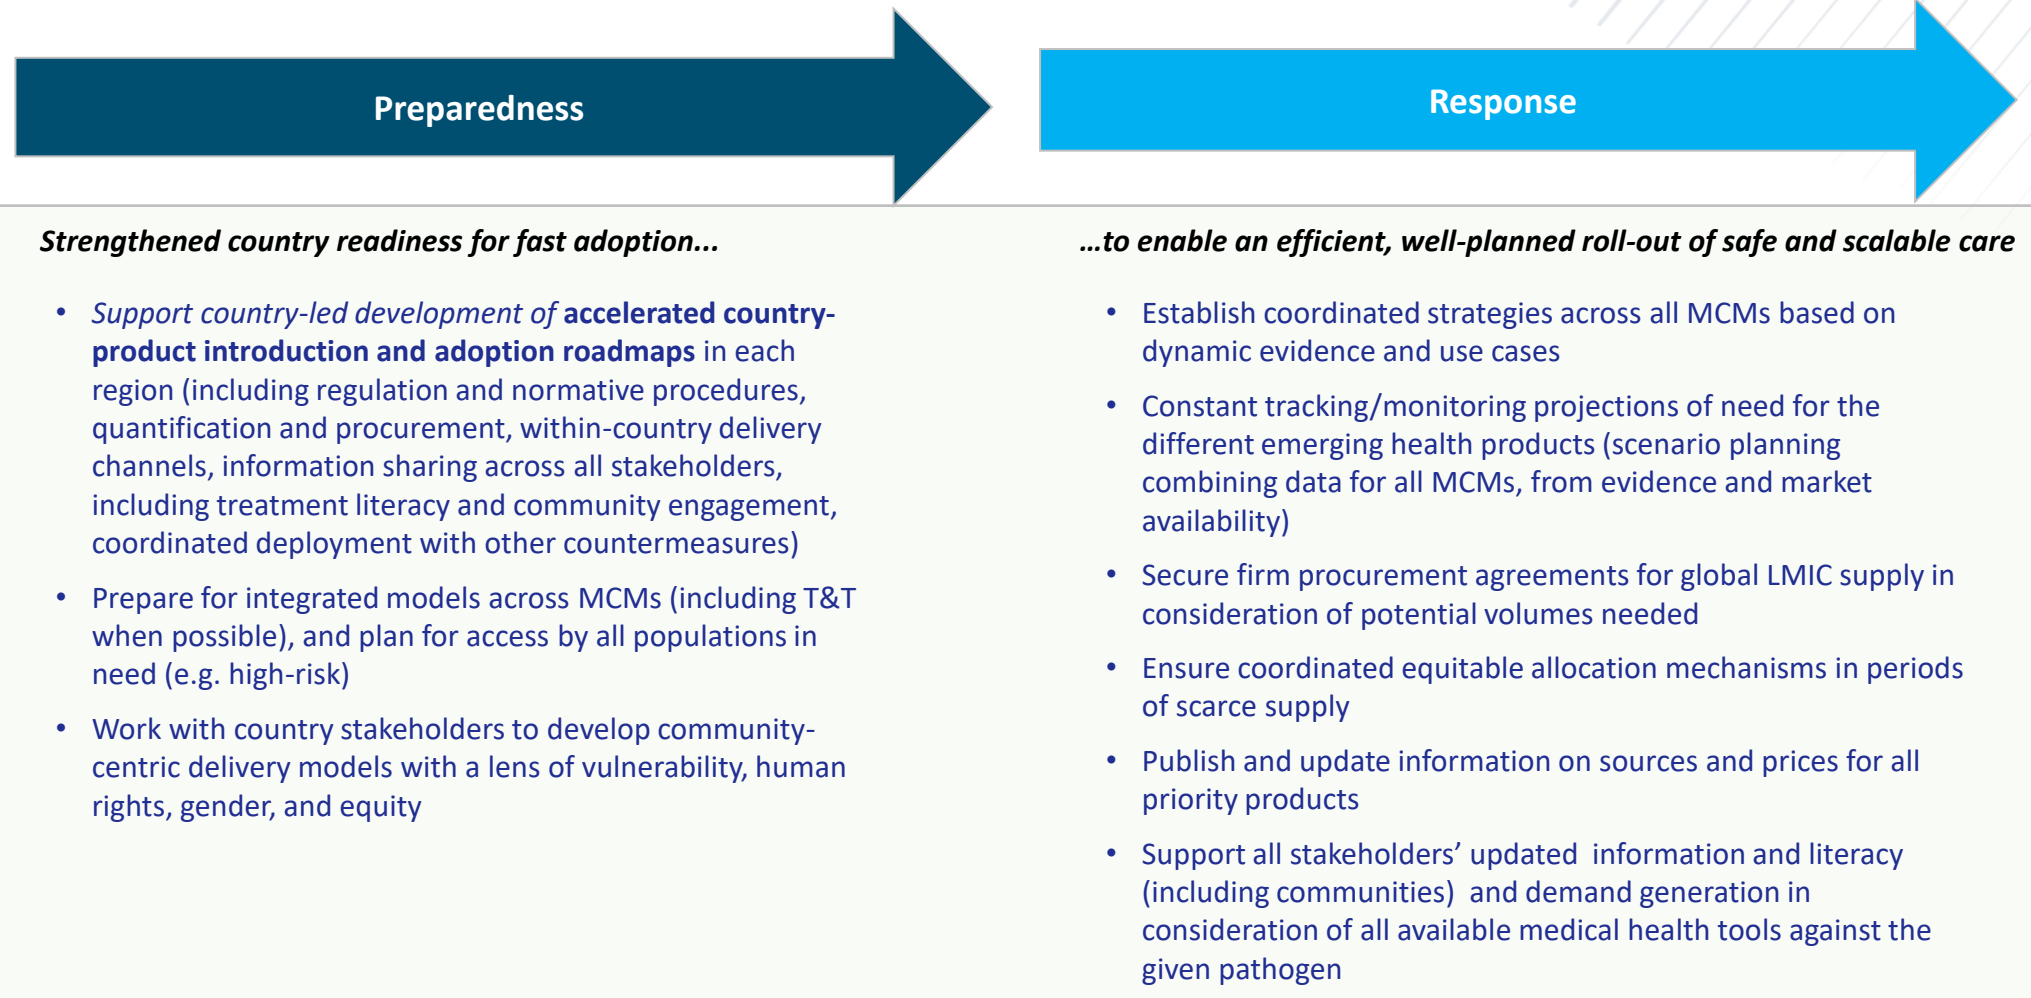 Preparedness
Response
Strengthened country readiness for fast adoption...
• Support country-led development of accelerated country-
product introduction and adoption roadmaps in each
region (including regulation and normative procedures,
quantification and procurement, within-country delivery
channels, information sharing across all stakeholders,
including treatment literacy and community engagement,
coordinated deployment with other countermeasures)
• Prepare for integrated models across MCMs (including T&T
when possible), and plan for access by all populations in
need (e.g. high-risk)
• Work with country stakeholders to develop community-
centric delivery models with a lens of vulnerability, human
rights, gender, and equity
...to enable an efficient, well-planned roll-out of safe and scalable care
• Establish coordinated strategies across all MCMs based on
dynamic evidence and use cases
• Constant tracking/monitoring projections of need for the
different emerging health products (scenario planning
combining data for all MCMs, from evidence and market
availability)
• Secure firm procurement agreements for global LMIC supply in
consideration of potential volumes needed
• Ensure coordinated equitable allocation mechanisms in periods
of scarce supply
• Publish and update information on sources and prices for all
priority products
• Support all stakeholders’ updated  information and literacy
(including communities)  and demand generation in
consideration of all available medical health tools against the
given pathogen